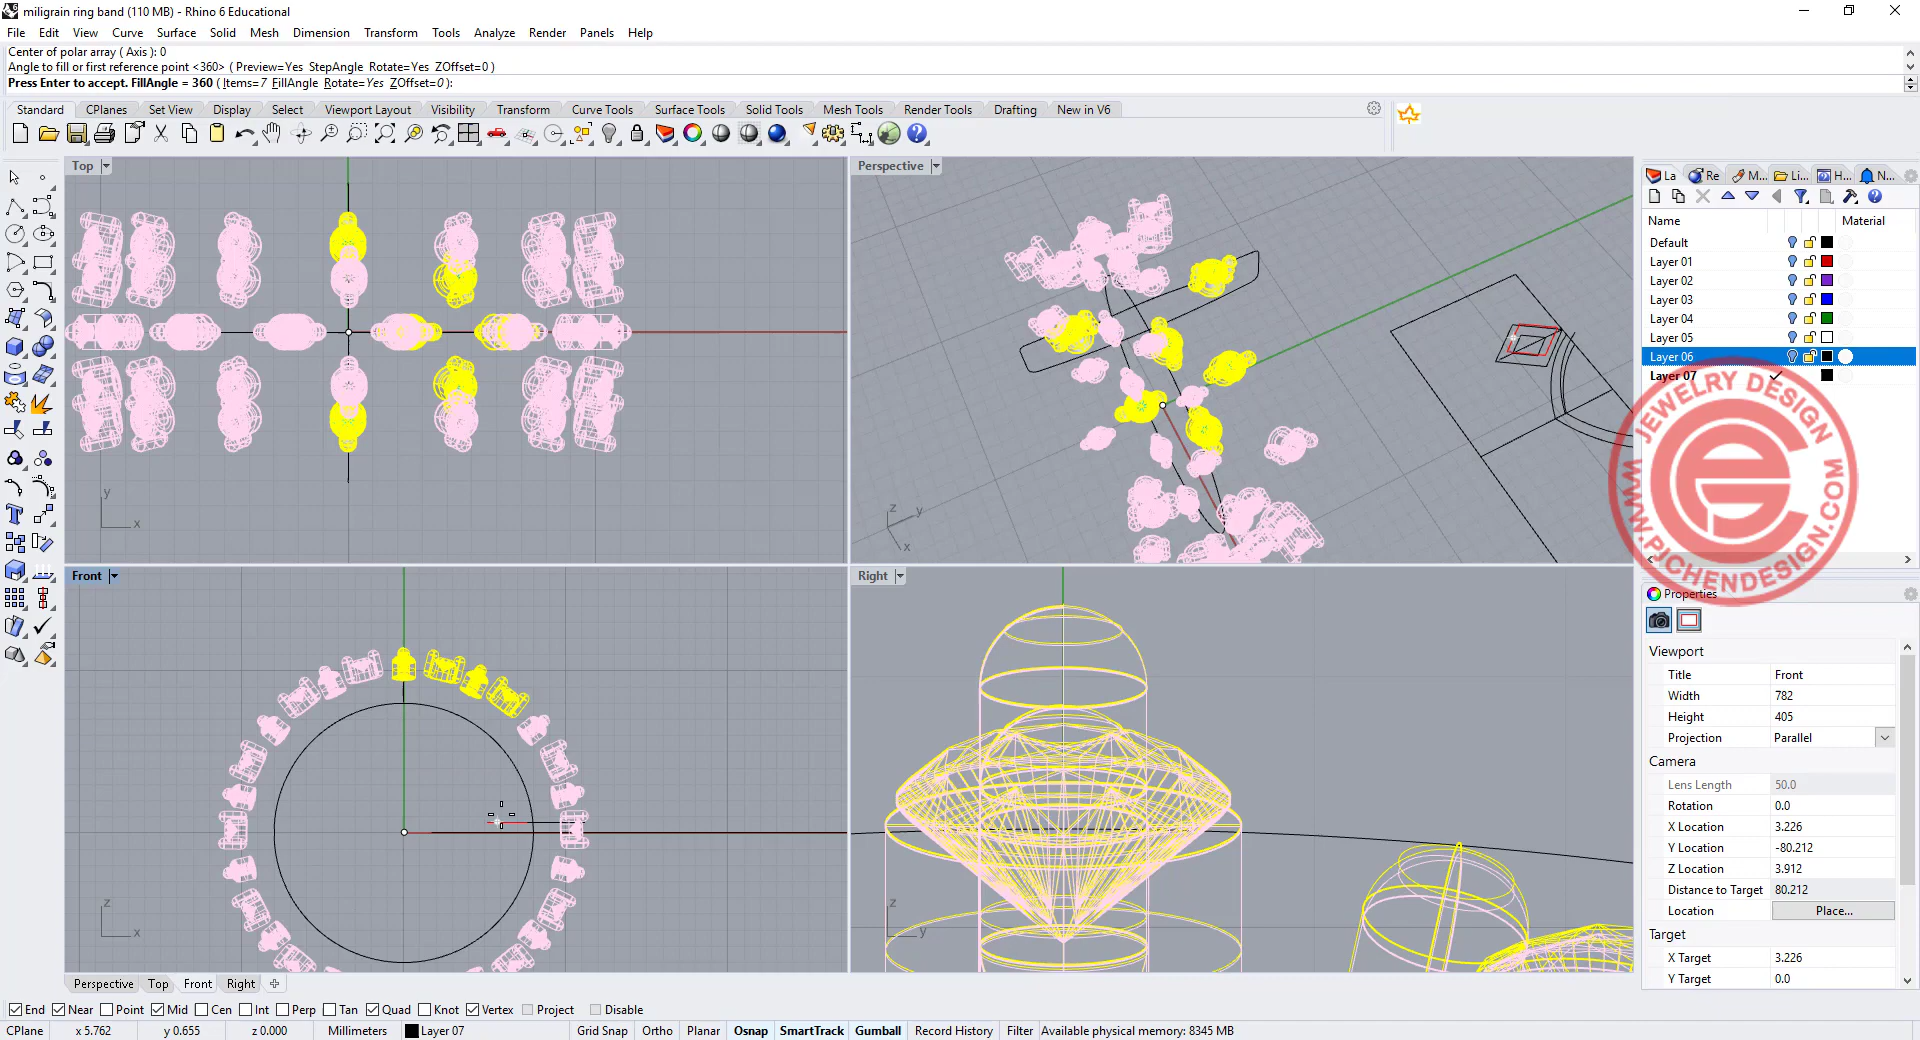 miligrain ring band (110 MB) - Rhino 6 Educational
File Edit View Curve Surface Solid Mesh Dimension Transform Tools Analyze Render Panels Help
Center of polar array ( Axis ): 0
Angle to fill or first reference point <360> ( Preview=Yes StepAngle Rotate=Yes ZOffset=0 )
Press Enter to accept. FillAngle = 360 ( Items=7 FillAngle Rotate=Yes ZOffset=0 ):
Standard CPlanes Set View Display Select Viewport Layout Visibility Transform Curve Tools Surface Tools Solid Tools Mesh Tools Render Tools Drafting New in V6
Top
Perspective
La Re M... Li... H... N...
Name Material
Default
Layer 01
Layer 02
Layer 03
Layer 04
Layer 05
Layer 06
Layer 07
JEWELRY DESIGN
WWW.PJCHENDESIGN.COM
y
x
z
y
x
Front
Right
z
x
z
y
Properties
Viewport
Title Front
Width 782
Height 405
Projection Parallel
Camera
Lens Length 50.0
Rotation 0.0
X Location 3.226
Y Location -80.212
Z Location 3.912
Distance to Target 80.212
Location Place...
Target
X Target 3.226
Y Target 0.0
Perspective Top Front Right
End Near Point Mid Cen Int Perp Tan Quad Knot Vertex Project Disable
CPlane x 5.762 y 0.655 z 0.000 Millimeters Layer 07 Grid Snap Ortho Planar Osnap SmartTrack Gumball Record History Filter Available physical memory: 8345 MB